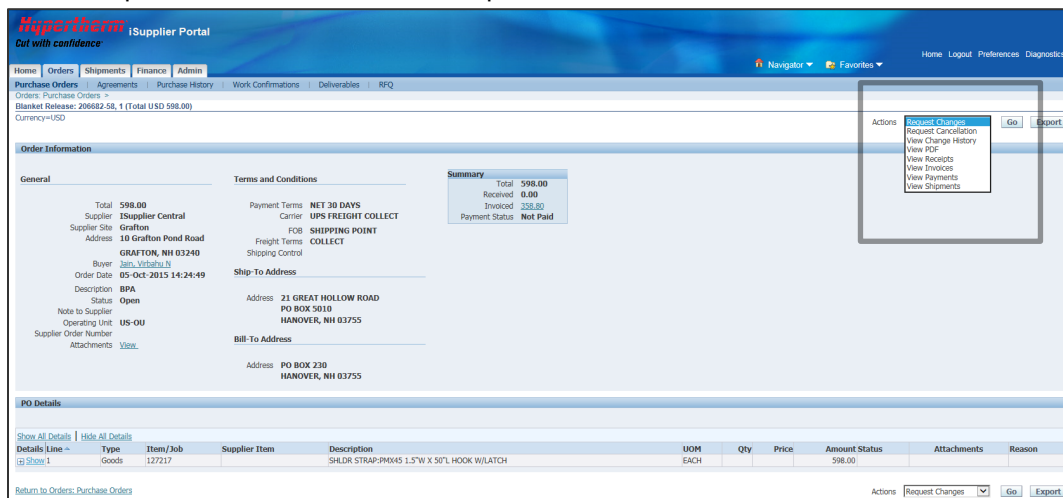 Hypertherm iSupplier Portal
Cut with confidence
Home Logout Preferences Diagnostics
Navigator Favorites
Home Orders Shipments Finance Admin
Purchase Orders | Agreements | Purchase History | Work Confirmations | Deliverables | RFQ
Orders: Purchase Orders >
Blanket Release: 206682-58, 1 (Total USD 598.00)
Currency=USD
Actions Request Changes Go Export
Request Cancellation
View Change History
View PDF
View Receipts
View Invoices
View Payments
View Shipments
Order Information
General
Total 598.00
Supplier ISupplier Central
Supplier Site Grafton
Address 10 Grafton Pond Road
GRAFTON, NH 03240
Buyer Jain, Virbahu N
Order Date 05-Oct-2015 14:24:49
Description BPA
Status Open
Note to Supplier
Operating Unit US-OU
Supplier Order Number
Attachments View
Terms and Conditions
Payment Terms NET 30 DAYS
Carrier UPS FREIGHT COLLECT
FOB SHIPPING POINT
Freight Terms COLLECT
Shipping Control
Ship-To Address
Address 21 GREAT HOLLOW ROAD
PO BOX 5010
HANOVER, NH 03755
Bill-To Address
Address PO BOX 230
HANOVER, NH 03755
Summary
Total 598.00
Received 0.00
Invoiced 358.80
Payment Status Not Paid
PO Details
Show All Details | Hide All Details
Details Line Type Item/Job Supplier Item Description UOM Qty Price Amount Status Attachments Reason
Show 1 Goods 127217 SHLDR STRAP:PMX45 1.5"W X 50"L HOOK W/LATCH EACH 598.00
Return to Orders: Purchase Orders
Actions Request Changes Go Export